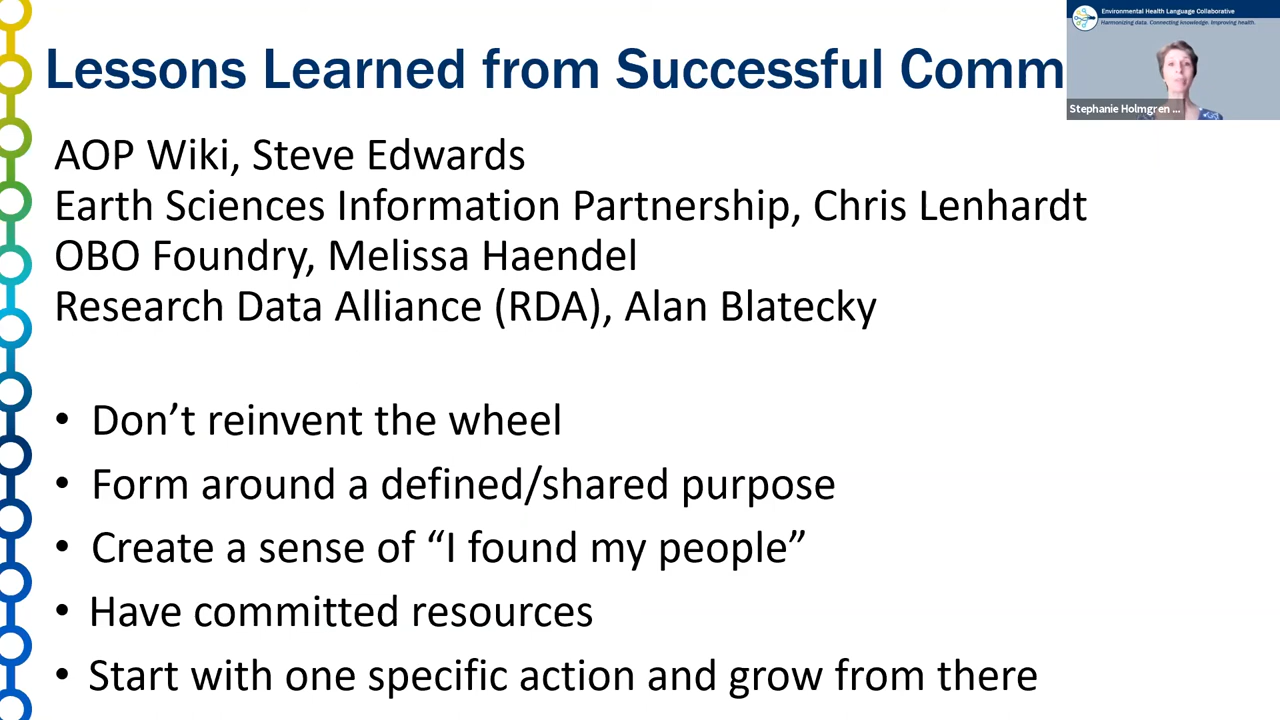 Environmental Health Language Collaborative
Harmonizing data. Connecting knowledge. Improving health.
Lessons Learned from Successful Comm
Stephanie Holmgren ...
AOP Wiki, Steve Edwards
Earth Sciences Information Partnership, Chris Lenhardt
OBO Foundry, Melissa Haendel
Research Data Alliance (RDA), Alan Blatecky
• Don’t reinvent the wheel
• Form around a defined/shared purpose
• Create a sense of “I found my people”
• Have committed resources
• Start with one specific action and grow from there